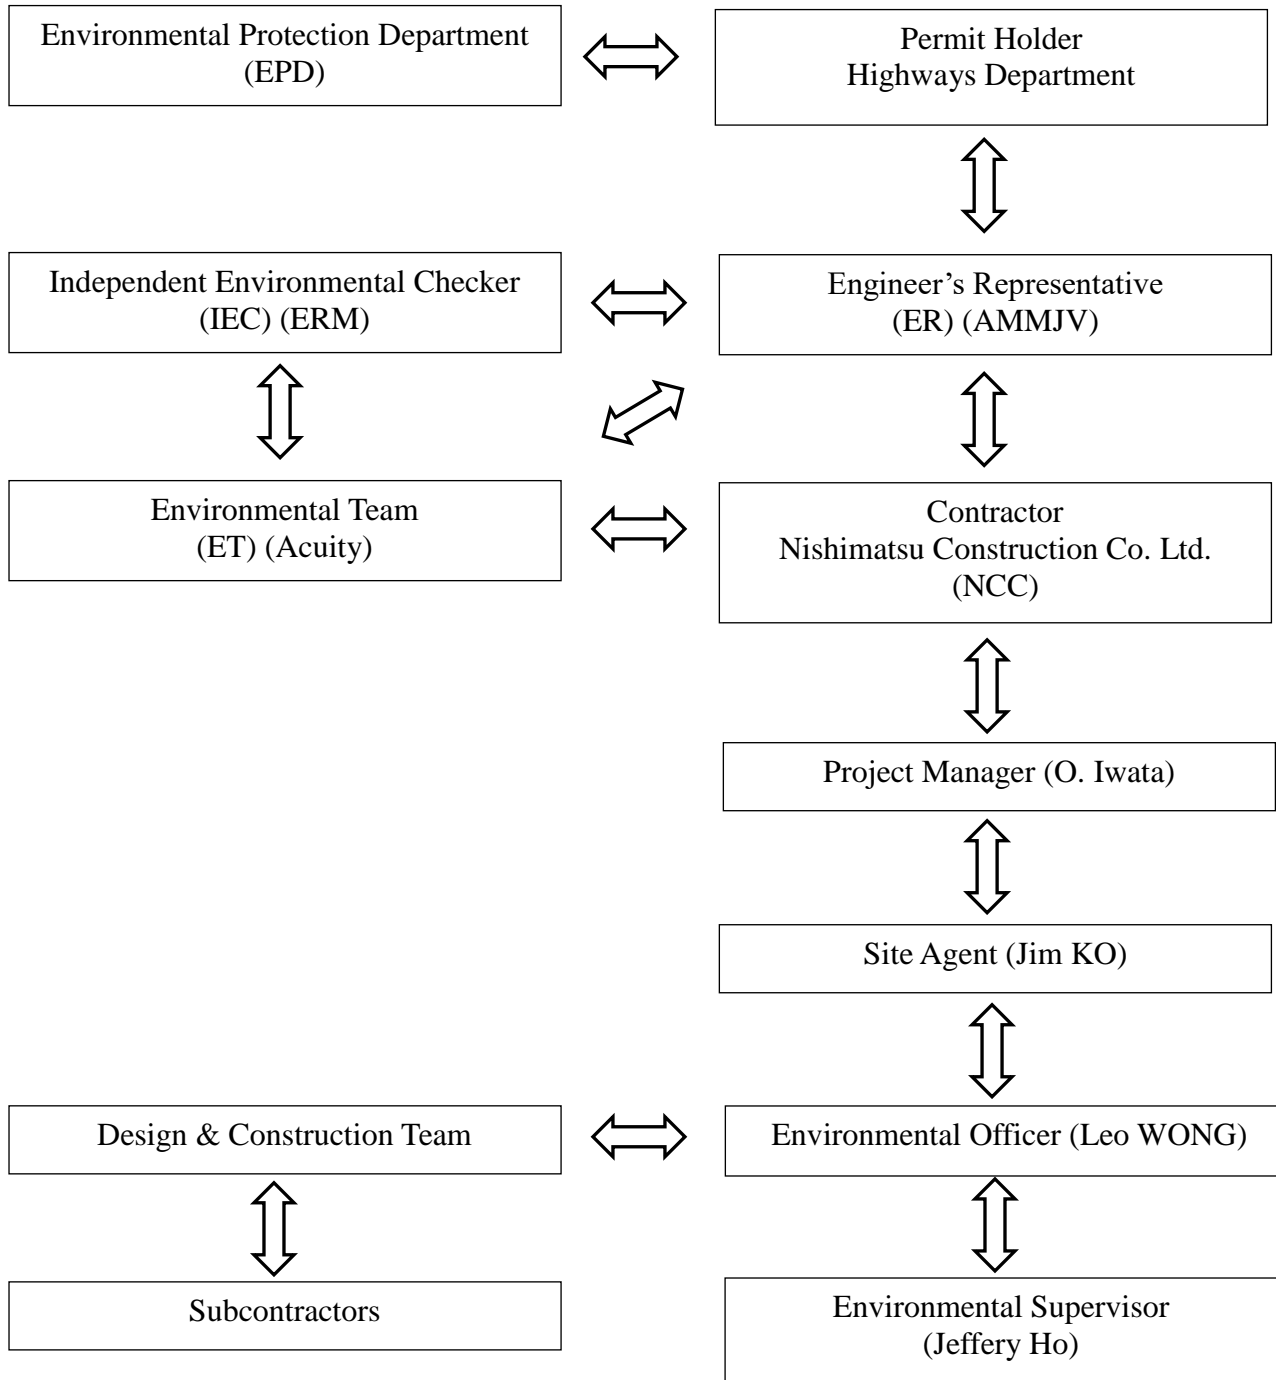 Environmental Protection Department
(EPD)
Permit Holder
Highways Department
Independent Environmental Checker
(IEC) (ERM)
Engineer’s Representative
(ER) (AMMJV)
Environmental Team
(ET) (Acuity)
Contractor
Nishimatsu Construction Co. Ltd.
(NCC)
Project Manager (O. Iwata)
Site Agent (Jim KO)
Design & Construction Team
Environmental Officer (Leo WONG)
Subcontractors
Environmental Supervisor
(Jeffery Ho)